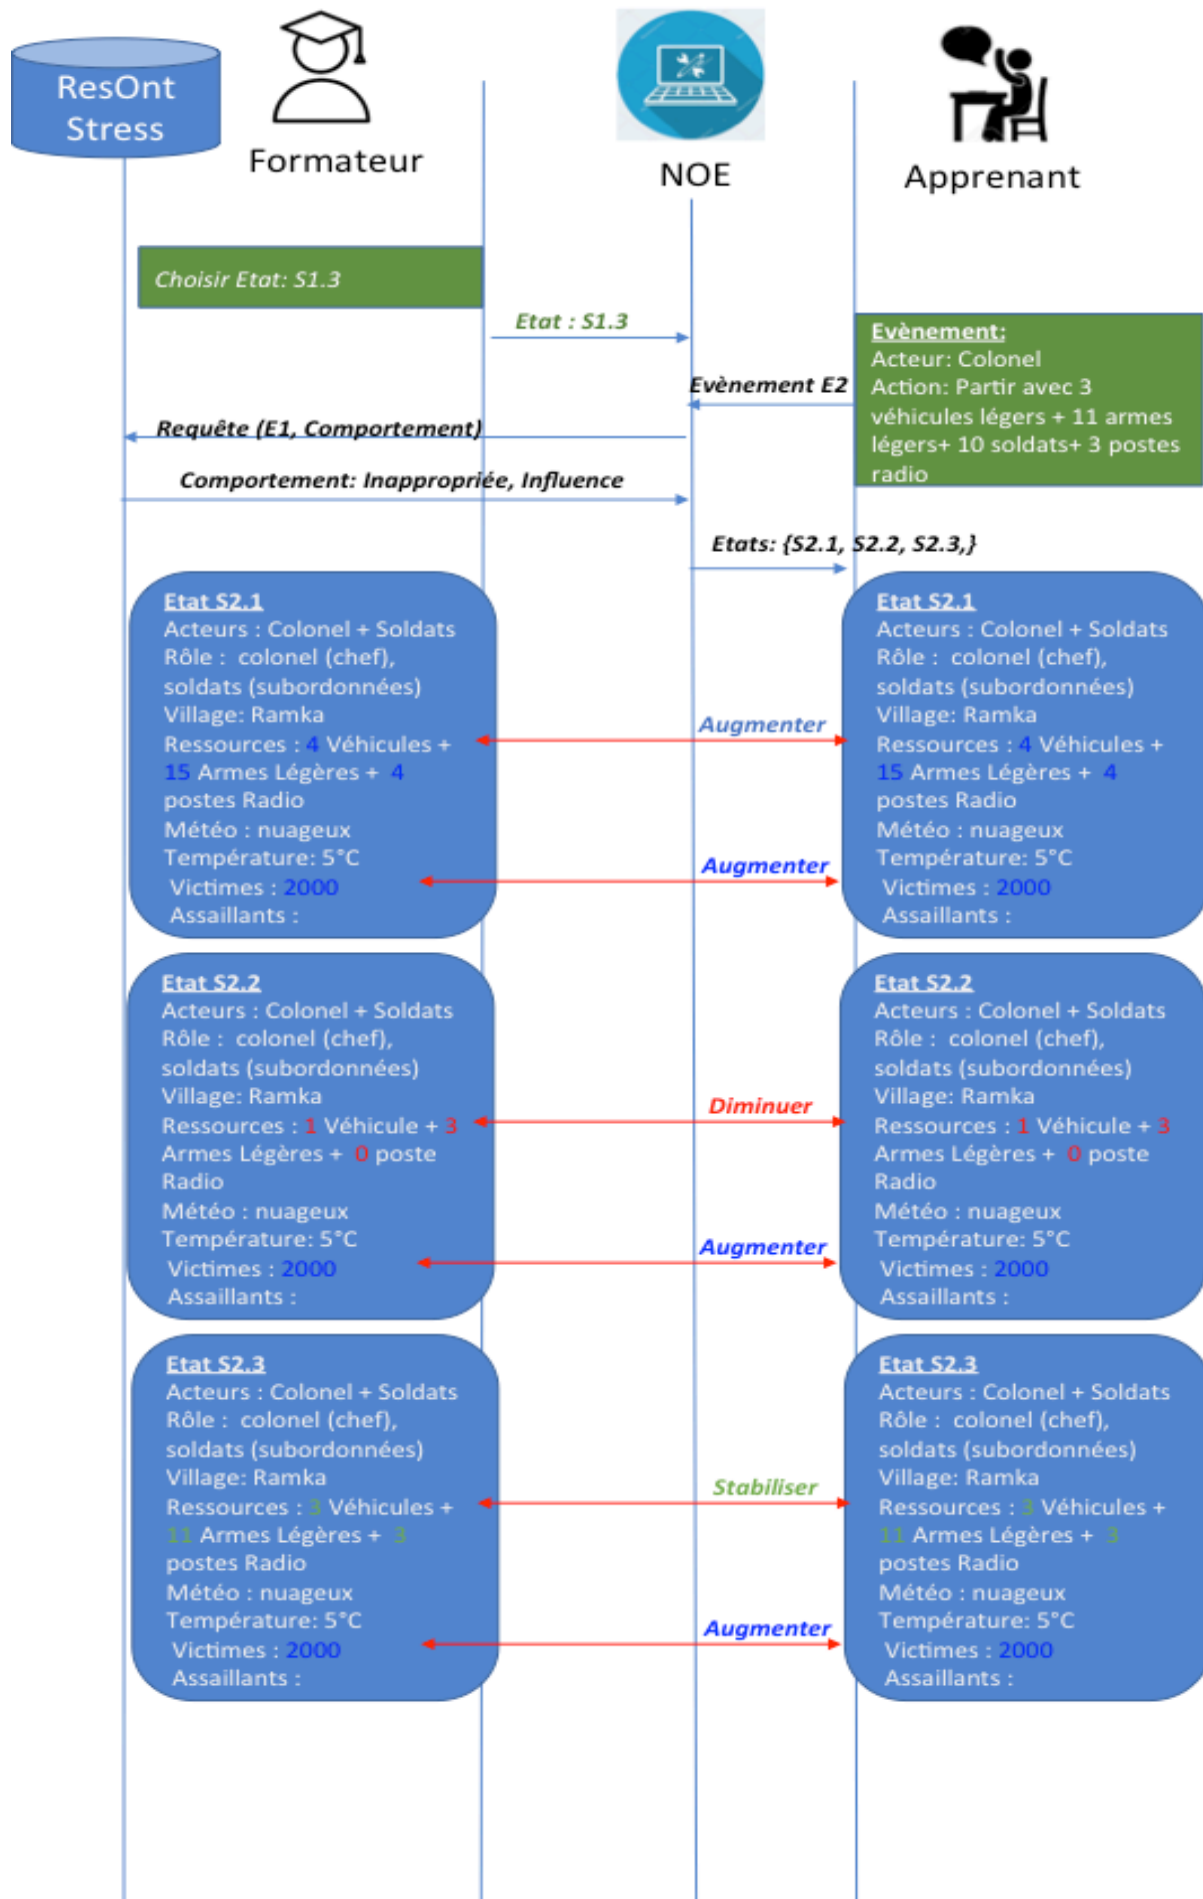 ResOnt
Stress
Formateur
NOE
Apprenant
Choisir Etat: S1.3
Etat : S1.3
Evènement:
Acteur: Colonel
Action: Partir avec 3
véhicules légers + 11 armes
légers+ 10 soldats+ 3 postes
radio
Evènement E2
Requête (E1, Comportement)
Comportement: Inappropriée, Influence
Etats: {S2.1, S2.2, S2.3,}
Etat S2.1
Acteurs : Colonel + Soldats
Rôle : colonel (chef),
soldats (subordonnées)
Village: Ramka
Ressources : 4 Véhicules +
15 Armes Légères + 4
postes Radio
Météo : nuageux
Température: 5°C
Victimes : 2000
Assaillants :
Augmenter
Augmenter
Etat S2.1
Acteurs : Colonel + Soldats
Rôle : colonel (chef),
soldats (subordonnées)
Village: Ramka
Ressources : 4 Véhicules +
15 Armes Légères + 4
postes Radio
Météo : nuageux
Température: 5°C
Victimes : 2000
Assaillants :
Etat S2.2
Acteurs : Colonel + Soldats
Rôle : colonel (chef),
soldats (subordonnées)
Village: Ramka
Ressources : 1 Véhicule + 3
Armes Légères + 0 poste
Radio
Météo : nuageux
Température: 5°C
Victimes : 2000
Assaillants :
Diminuer
Augmenter
Etat S2.2
Acteurs : Colonel + Soldats
Rôle : colonel (chef),
soldats (subordonnées)
Village: Ramka
Ressources : 1 Véhicule + 3
Armes Légères + 0 poste
Radio
Météo : nuageux
Température: 5°C
Victimes : 2000
Assaillants :
Etat S2.3
Acteurs : Colonel + Soldats
Rôle : colonel (chef),
soldats (subordonnées)
Village: Ramka
Ressources : 3 Véhicules +
11 Armes Légères + 3
postes Radio
Météo : nuageux
Température: 5°C
Victimes : 2000
Assaillants :
Stabiliser
Augmenter
Etat S2.3
Acteurs : Colonel + Soldats
Rôle : colonel (chef),
soldats (subordonnées)
Village: Ramka
Ressources : 3 Véhicules +
11 Armes Légères + 3
postes Radio
Météo : nuageux
Température: 5°C
Victimes : 2000
Assaillants :